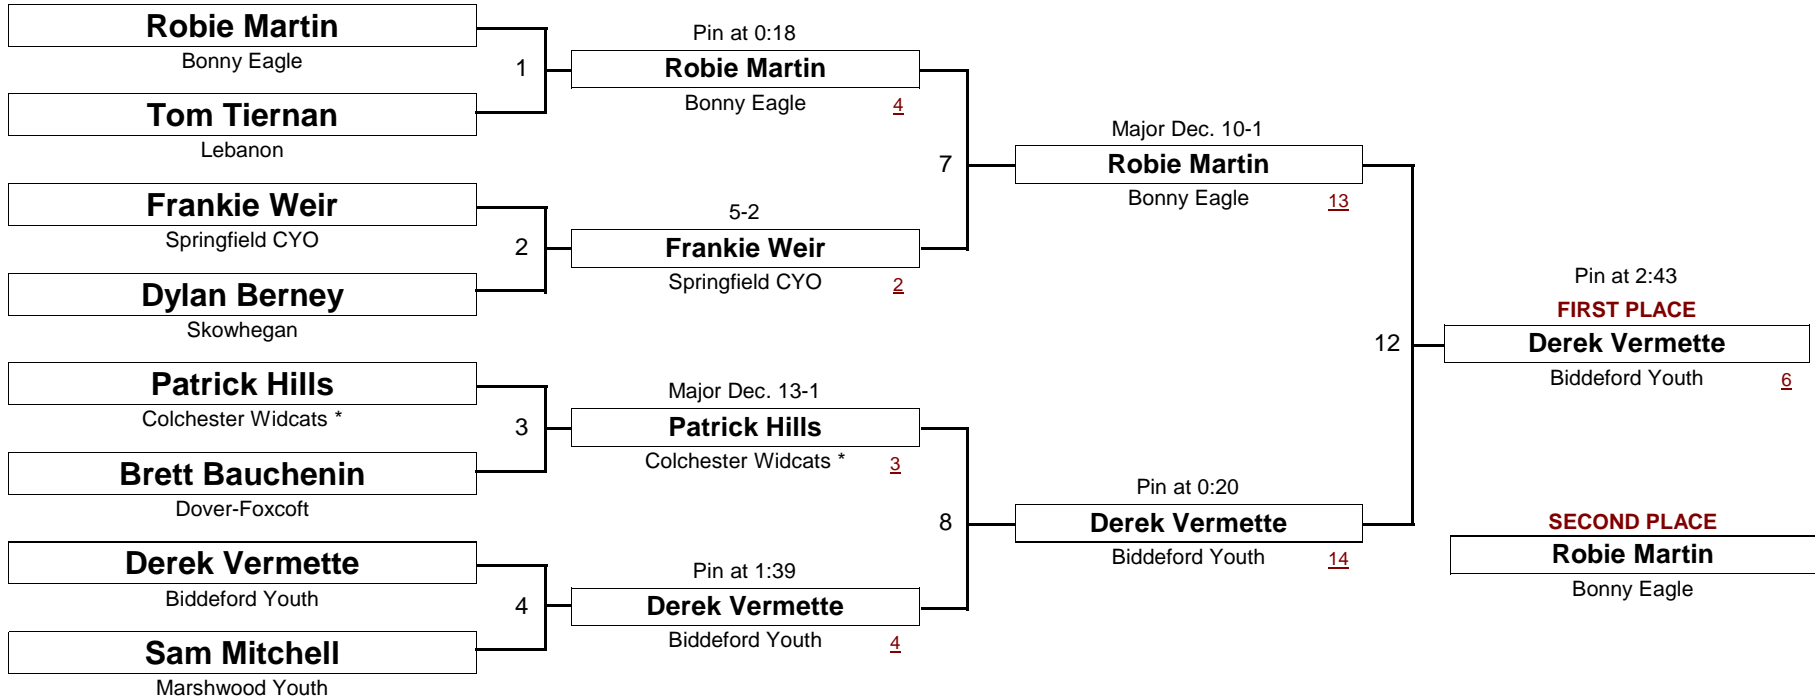 Robie Martin
Bonny Eagle
1
Tom Tiernan
Lebanon
Frankie Weir
Springfield CYO
2
Dylan Berney
Skowhegan
Patrick Hills
Colchester Widcats *
3
Brett Bauchenin
Dover-Foxcoft
Derek Vermette
Biddeford Youth
4
Sam Mitchell
Marshwood Youth
Pin at 0:18
Robie Martin
Bonny Eagle 4
7
5-2
Frankie Weir
Springfield CYO 2
Major Dec. 13-1
Patrick Hills
Colchester Widcats * 3
8
Pin at 1:39
Derek Vermette
Biddeford Youth 4
Major Dec. 10-1
Robie Martin
Bonny Eagle 13
12
Pin at 0:20
Derek Vermette
Biddeford Youth 14
Pin at 2:43
FIRST PLACE
Derek Vermette
Biddeford Youth 6
SECOND PLACE
Robie Martin
Bonny Eagle